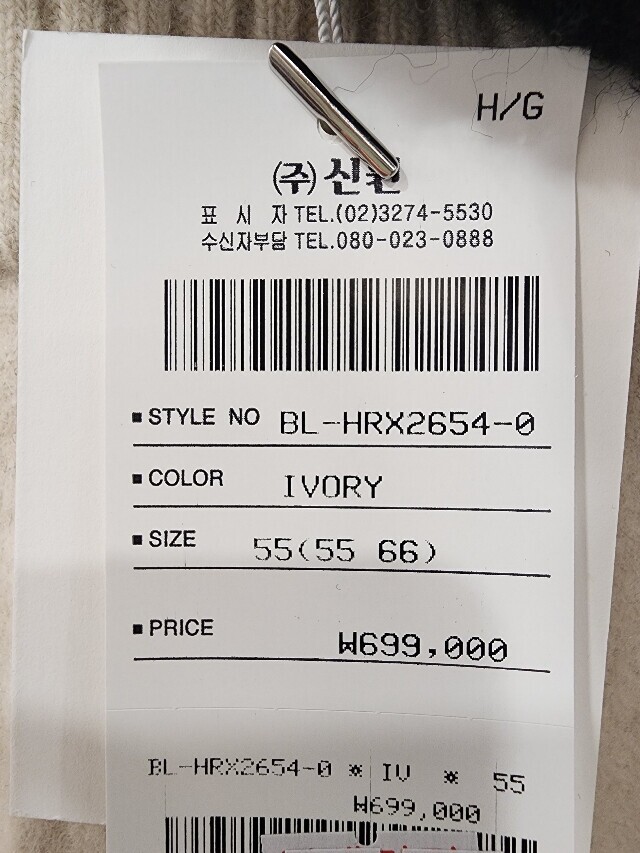 H/G
(주)신원
표 시 자 TEL.(02)3274-5530
수신자부담 TEL.080-023-0888
■ STYLE NO BL-HRX2654-0
■ COLOR IVORY
■ SIZE 55(55 66)
■ PRICE ₩699,000
BL-HRX2654-0 * IV * 55
₩699,000